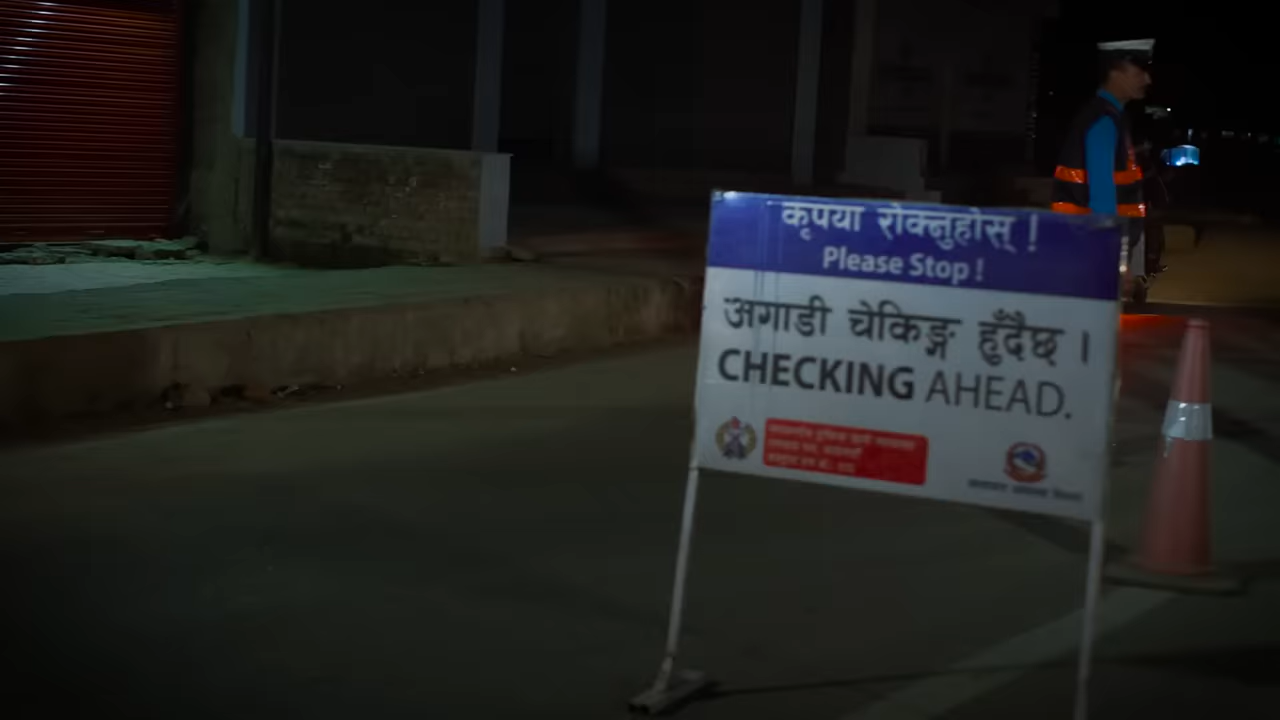 कृपया रोक्नुहोस् !
Please Stop !
अगाडी चेकिङ्ग हुँदैछ ।
CHECKING AHEAD.